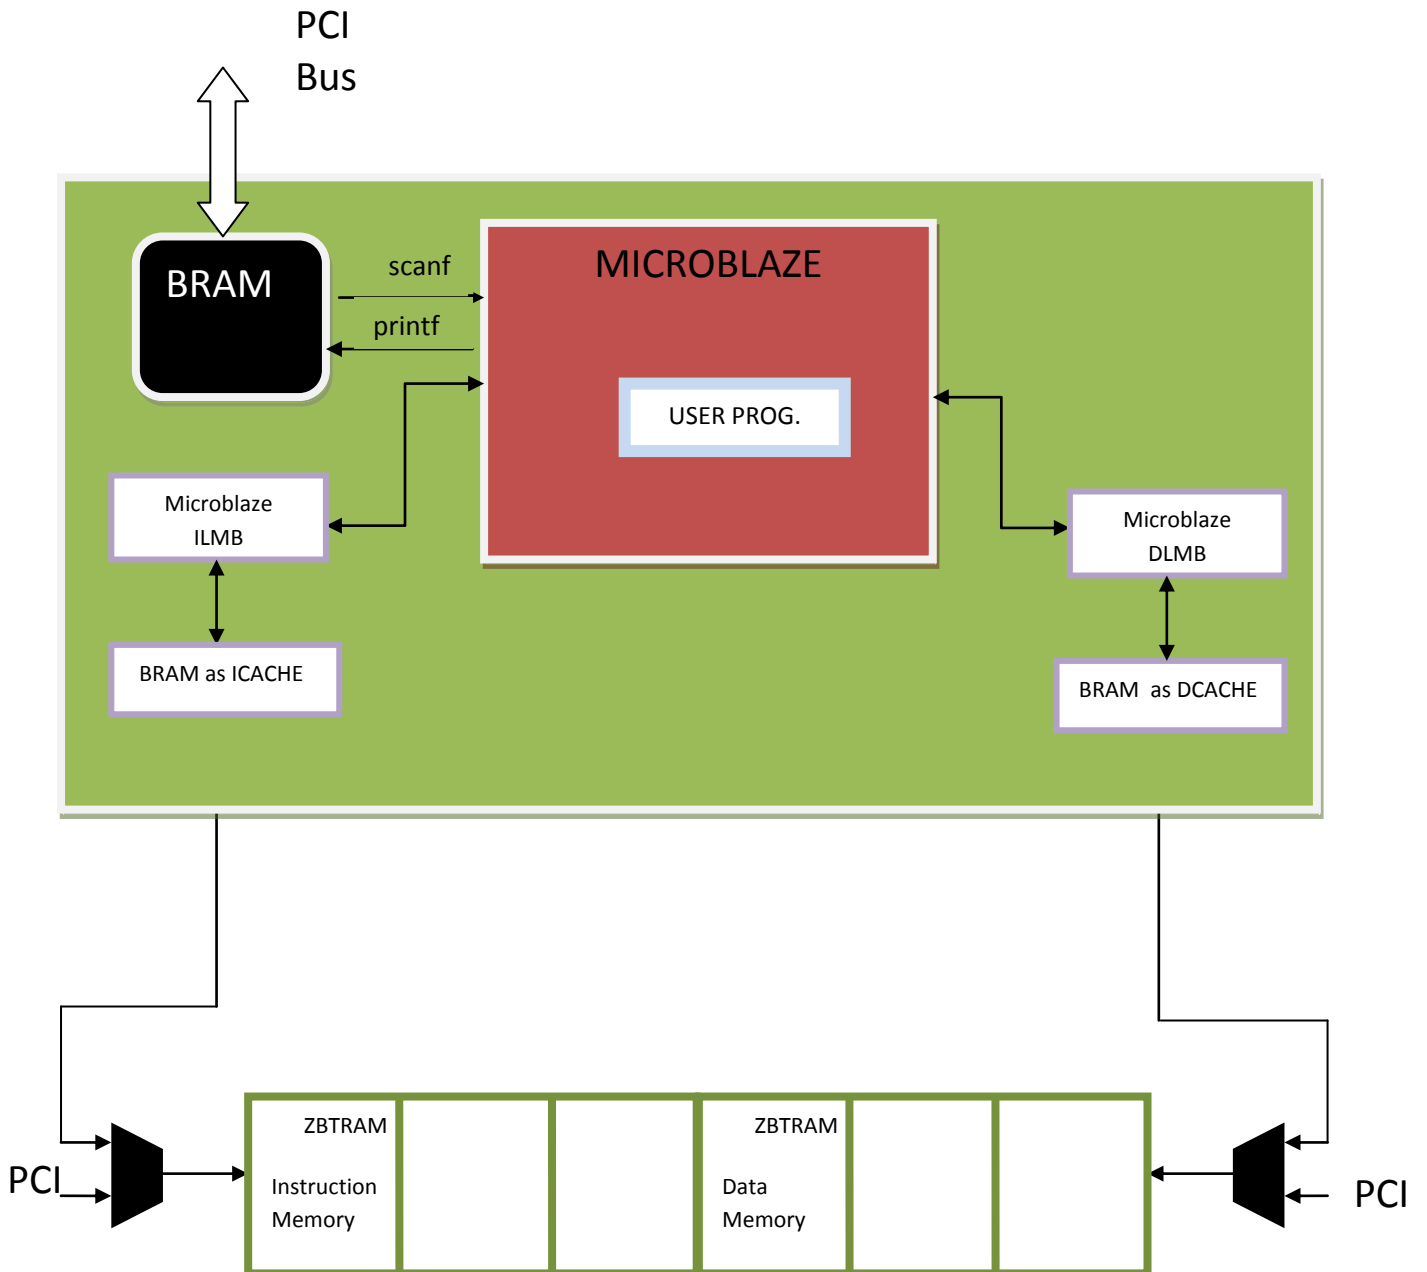 PCI
Bus
BRAM
scanf
printf
MICROBLAZE
USER PROG.
Microblaze
ILMB
BRAM as ICACHE
Microblaze
DLMB
BRAM  as DCACHE
PCI
ZBTRAM
Instruction
Memory
ZBTRAM
Data
Memory
PCI